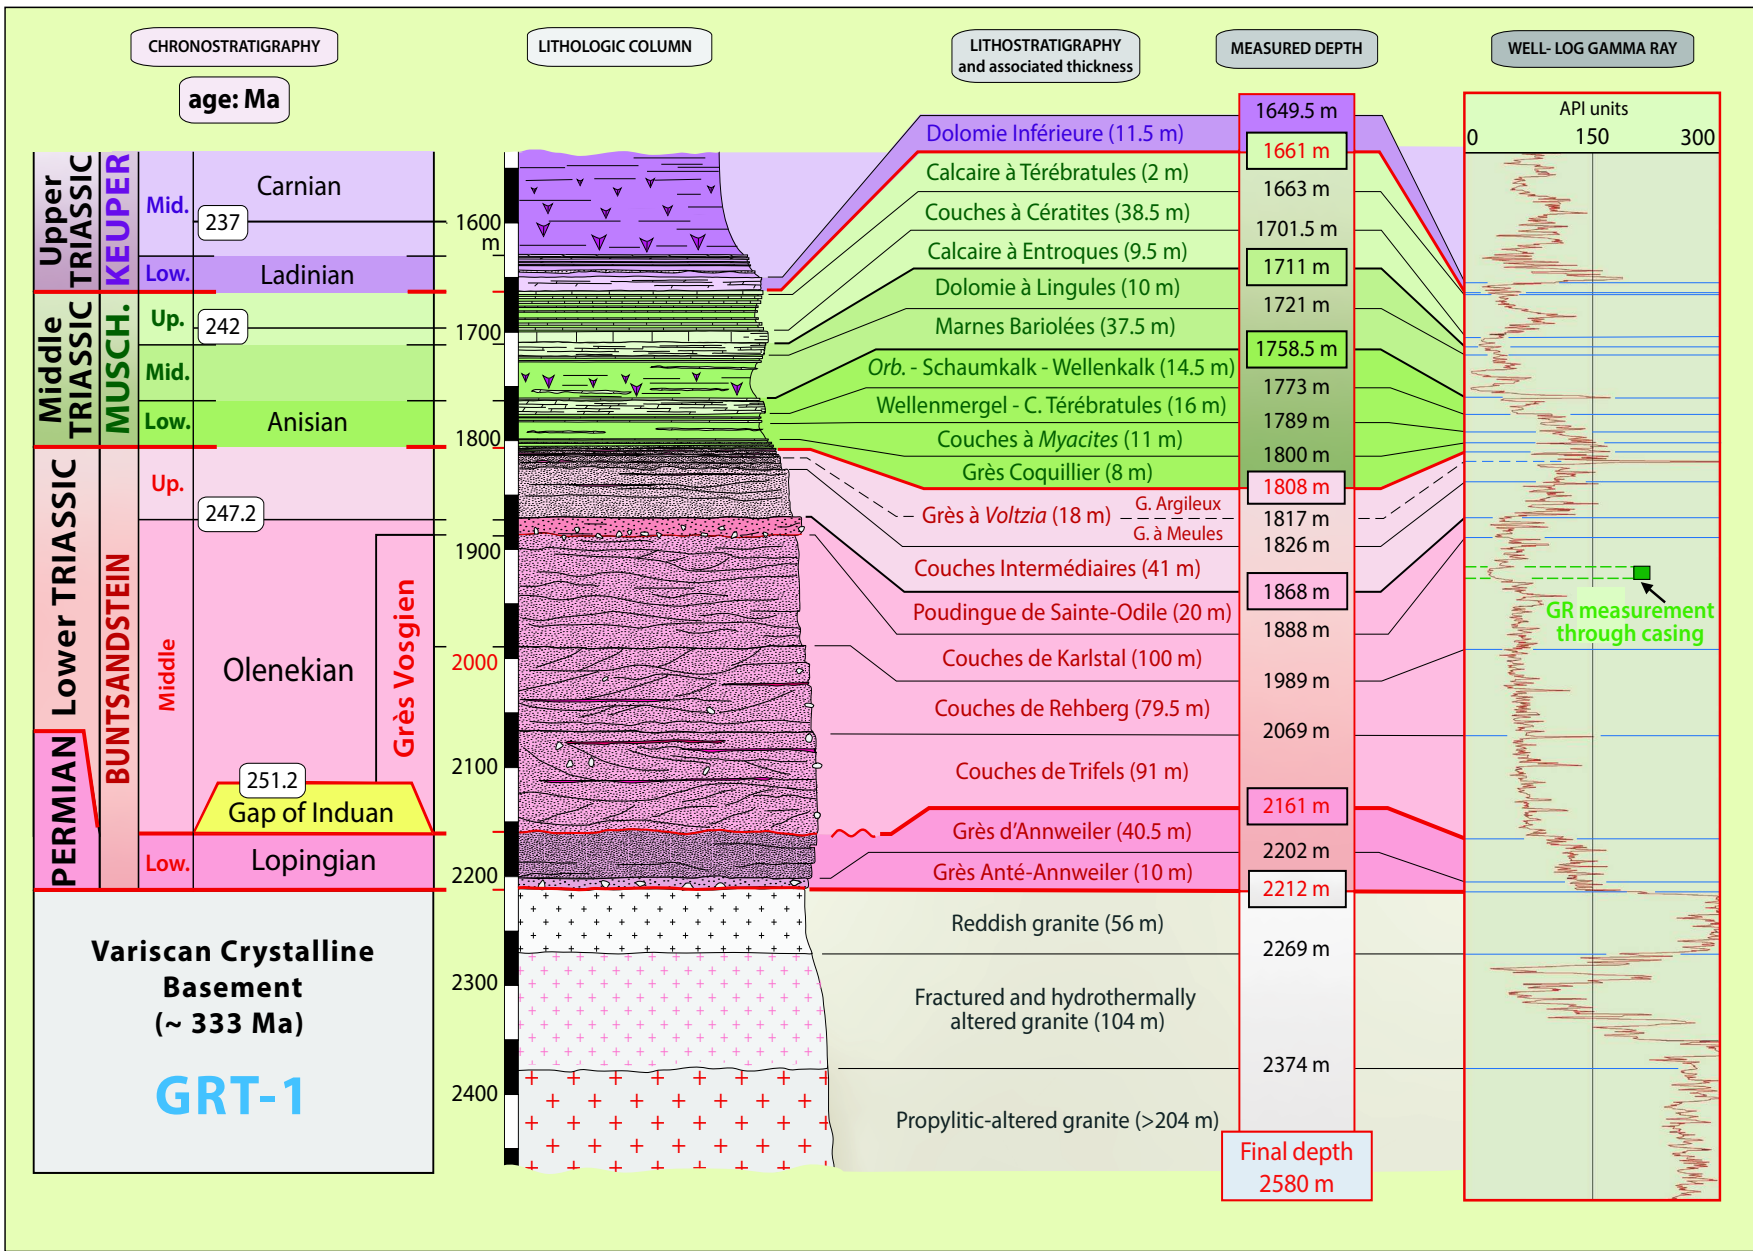 CHRONOSTRATIGRAPHY
age: Ma
LITHOLOGIC COLUMN
LITHOSTRATIGRAPHY
and associated thickness
MEASURED DEPTH
WELL- LOG GAMMA RAY
API units
0 150 300
Upper
TRIASSIC
KEUPER
Mid.
Carnian
237
Low.
Ladinian
Middle
TRIASSIC
MUSCH.
Up.
242
Mid.
Low.
Anisian
Lower TRIASSIC
BUNTSANDSTEIN
Up.
247.2
Middle
Olenekian
Grès Vosgien
251.2
Gap of Induan
PERMIAN
Low.
Lopingian
Variscan Crystalline
Basement
(~ 333 Ma)
GRT-1
1600
m
1700
1800
1900
2000
2100
2200
2300
2400
Dolomie Inférieure (11.5 m)
Calcaire à Térébratules (2 m)
Couches à Cératites (38.5 m)
Calcaire à Entroques (9.5 m)
Dolomie à Lingules (10 m)
Marnes Bariolées (37.5 m)
Orb. - Schaumkalk - Wellenkalk (14.5 m)
Wellenmergel - C. Térébratules (16 m)
Couches à Myacites (11 m)
Grès Coquillier (8 m)
Grès à Voltzia (18 m)
G. Argileux
G. à Meules
Couches Intermédiaires (41 m)
Poudingue de Sainte-Odile (20 m)
Couches de Karlstal (100 m)
Couches de Rehberg (79.5 m)
Couches de Trifels (91 m)
Grès d’Annweiler (40.5 m)
Grès Anté-Annweiler (10 m)
Reddish granite (56 m)
Fractured and hydrothermally
altered granite (104 m)
Propylitic-altered granite (>204 m)
1649.5 m
1661 m
1663 m
1701.5 m
1711 m
1721 m
1758.5 m
1773 m
1789 m
1800 m
1808 m
1817 m
1826 m
1868 m
1888 m
1989 m
2069 m
2161 m
2202 m
2212 m
2269 m
2374 m
Final depth
2580 m
GR measurement
through casing